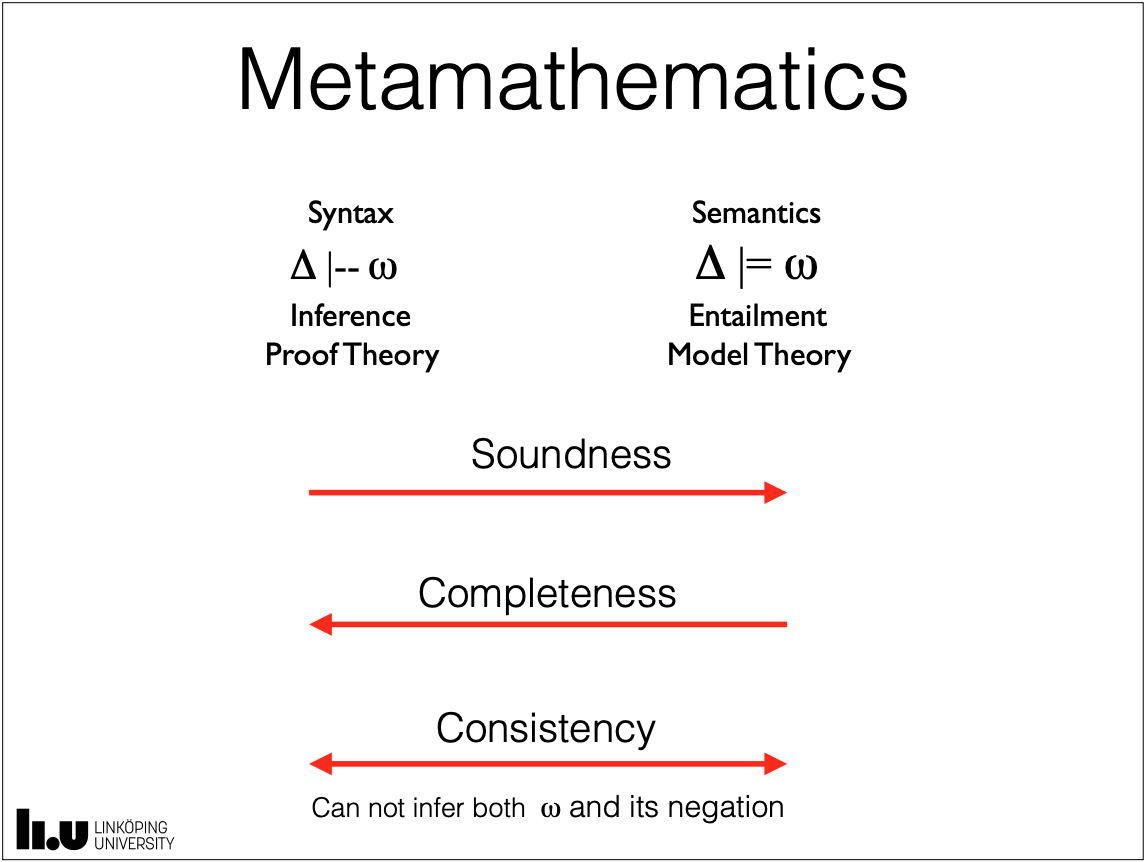 Metamathematics
Syntax
Δ |-- ω
Inference
Proof Theory
Semantics
Δ |= ω
Entailment
Model Theory
Soundness
Completeness
Consistency
Can not infer both ω and its negation
li.u LINKÖPING
UNIVERSITY